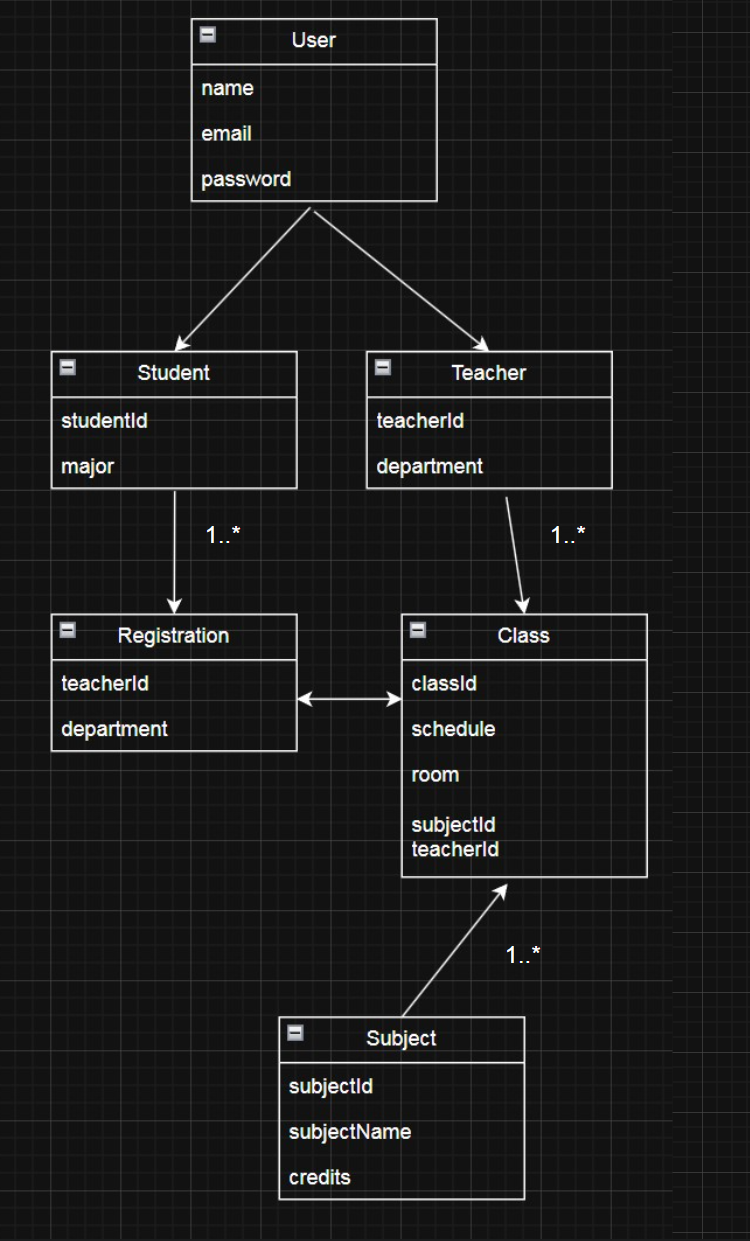 User
name
email
password
Student
studentId
major
Teacher
teacherId
department
1..*
1..*
Registration
teacherId
department
Class
classId
schedule
room
subjectId
teacherId
1..*
Subject
subjectId
subjectName
credits